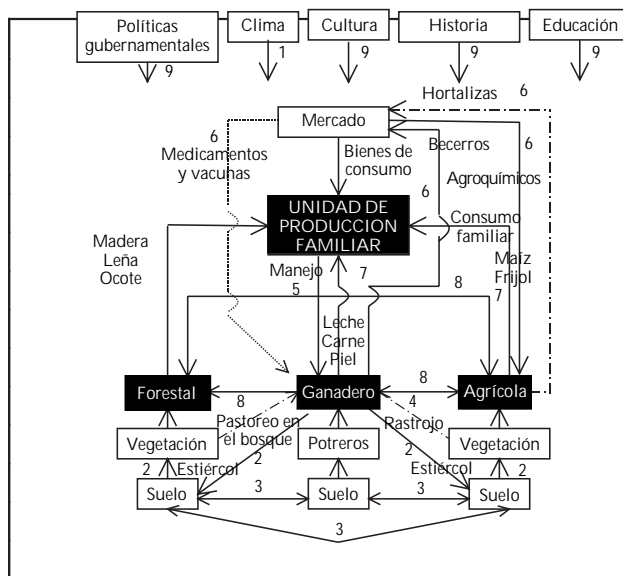 Políticas
gubernamentales
Clima
Cultura
Historia
Educación
9
1
9
9
9
Hortalizas
6
Mercado
6
Medicamentos
y vacunas
Bienes de
consumo
Becerros
6
Agroquímicos
6
UNIDAD DE
PRODUCCION
FAMILIAR
Consumo
familiar
Madera
Leña
Ocote
Manejo
7
Maíz
Frijol
7
5
8
Leche
Carne
Piel
Forestal
8
Ganadero
8
4
Agrícola
Vegetación
Pastoreo en
el bosque
Potreros
Rastrojo
Vegetación
2
Estiércol
2
2
Estiércol
2
Suelo
3
Suelo
3
Suelo
3